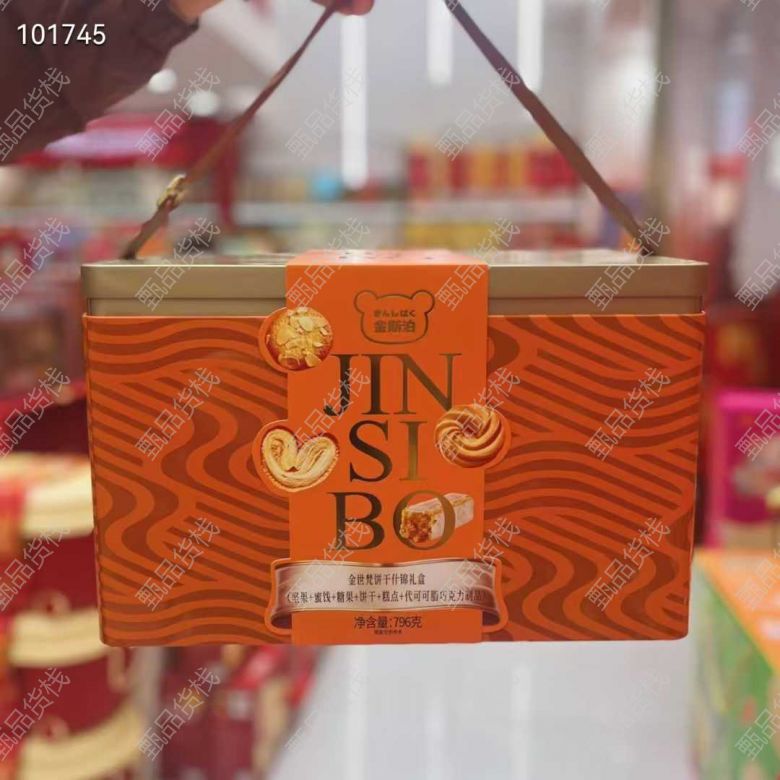 101745
きんしはく
金斯泊
JIN
SI
BO
金世梵饼干什锦礼盒
(坚果+蜜饯+糖果+饼干+糕点+代可可脂巧克力制品)
净含量:796克
甄品货栈